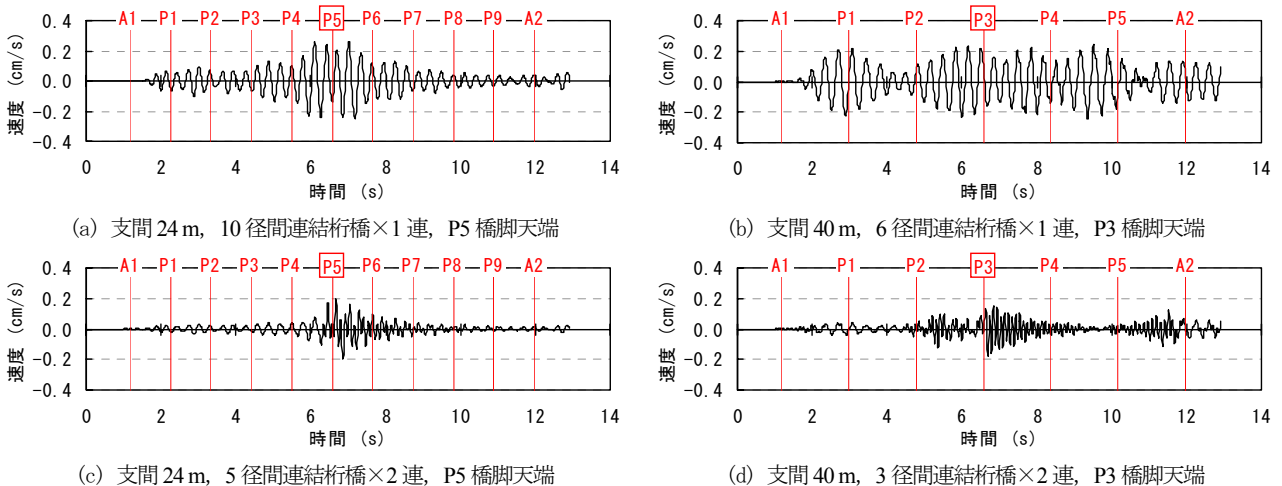 A1 P1 P2 P3 P4 P5 P6 P7 P8 P9 A2
速度 (cm/s)
0.4
0.2
0.0
-0.2
-0.4
0 2 4 6 8 10 12 14
時間 (s)
(a) 支間 24 m, 10 径間連結桁橋×1 連, P5 橋脚天端
A1 P1 P2 P3 P4 P5 A2
速度 (cm/s)
0.4
0.2
0.0
-0.2
-0.4
0 2 4 6 8 10 12 14
時間 (s)
(b) 支間 40 m, 6 径間連結桁橋×1 連, P3 橋脚天端
A1 P1 P2 P3 P4 P5 P6 P7 P8 P9 A2
速度 (cm/s)
0.4
0.2
0.0
-0.2
-0.4
0 2 4 6 8 10 12 14
時間 (s)
(c) 支間 24 m, 5 径間連結桁橋×2 連, P5 橋脚天端
A1 P1 P2 P3 P4 P5 A2
速度 (cm/s)
0.4
0.2
0.0
-0.2
-0.4
0 2 4 6 8 10 12 14
時間 (s)
(d) 支間 40 m, 3 径間連結桁橋×2 連, P3 橋脚天端